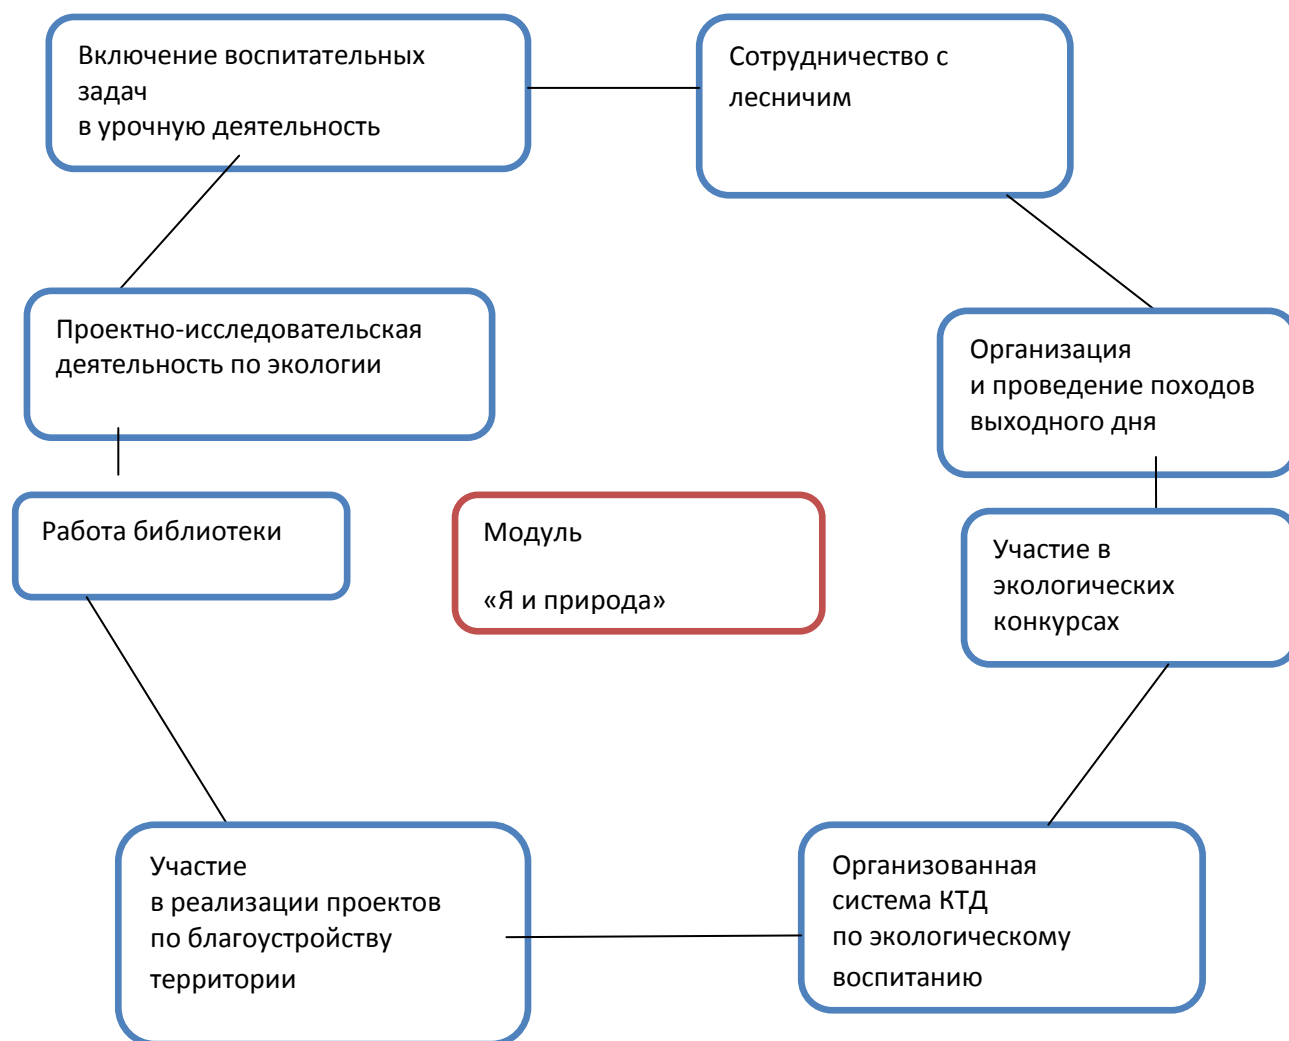 Включение воспитательных
задач
в урочную деятельность
Сотрудничество с
лесничим
Проектно-исследовательская
деятельность по экологии
Организация
и проведение походов
выходного дня
Работа библиотеки
Модуль
«Я и природа»
Участие в
экологических
конкурсах
Участие
в реализации проектов
по благоустройству
территории
Организованная
система КТД
по экологическому
воспитанию